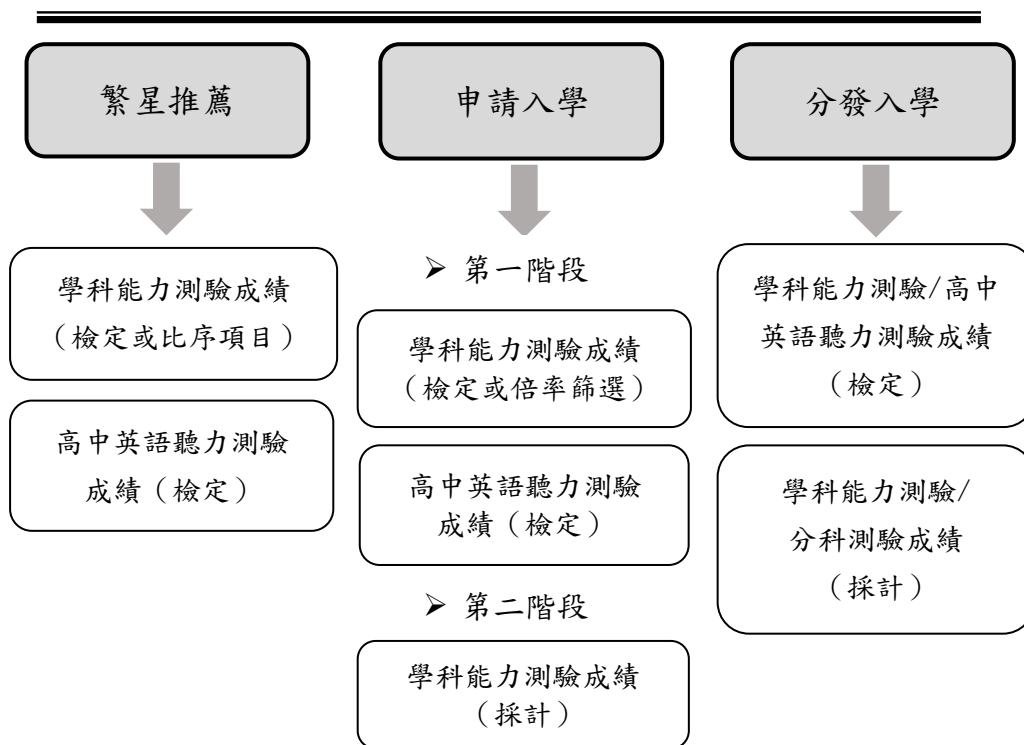 繁星推薦
學科能力測驗成績
（檢定或比序項目）
高中英語聽力測驗
成績（檢定）
申請入學
➢ 第一階段
學科能力測驗成績
（檢定或倍率篩選）
高中英語聽力測驗
成績（檢定）
➢ 第二階段
學科能力測驗成績
（採計）
分發入學
學科能力測驗/高中
英語聽力測驗成績
（檢定）
學科能力測驗/
分科測驗成績
（採計）